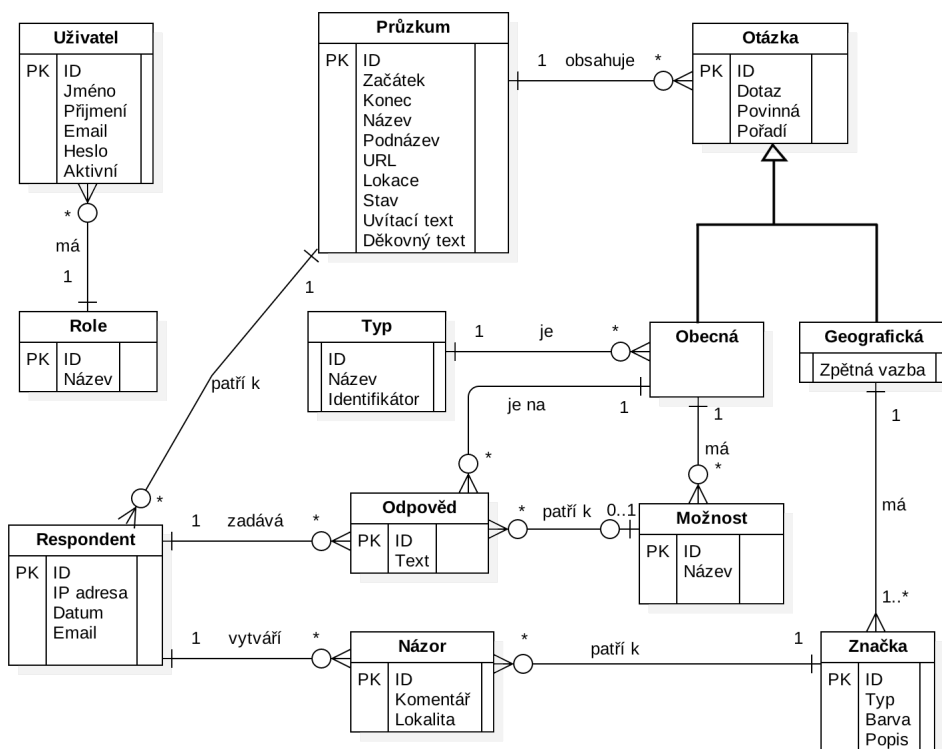 Uživatel
PK ID
Jméno
Přijmení
Email
Heslo
Aktivní
* 
má
1
Role
PK ID
Název
Průzkum
PK ID
Začátek
Konec
Název
Podnázev
URL
Lokace
Stav
Uvítací text
Děkovný text
1 obsahuje *
Otázka
PK ID
Dotaz
Povinná
Pořadí
1
patří k
*
Typ
ID
Název
Identifikátor
1 je *
Obecná
Geografická
Zpětná vazba
je na 1
*
1
má
*
1
má
1..*
Respondent
PK ID
IP adresa
Datum
Email
1 zadává *
Odpověd
PK ID
Text
* patří k 0..1
Možnost
PK ID
Název
1 vytváří *
Názor
PK ID
Komentář
Lokalita
* patří k 1
Značka
PK ID
Typ
Barva
Popis